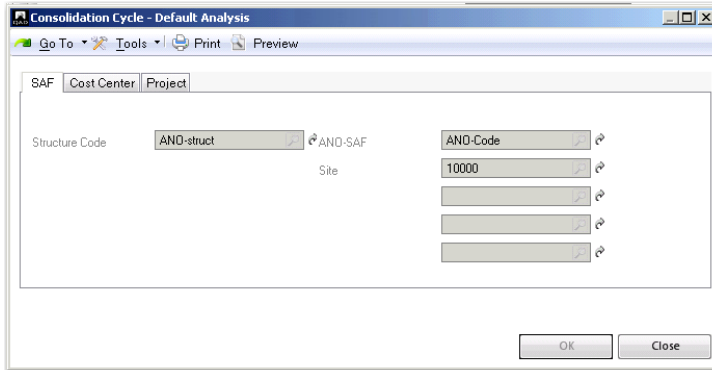 QAD Consolidation Cycle - Default Analysis
Go To Tools Print Preview
SAF Cost Center Project
Structure Code ANO-struct ANO-SAF ANO-Code
Site 10000
OK Close